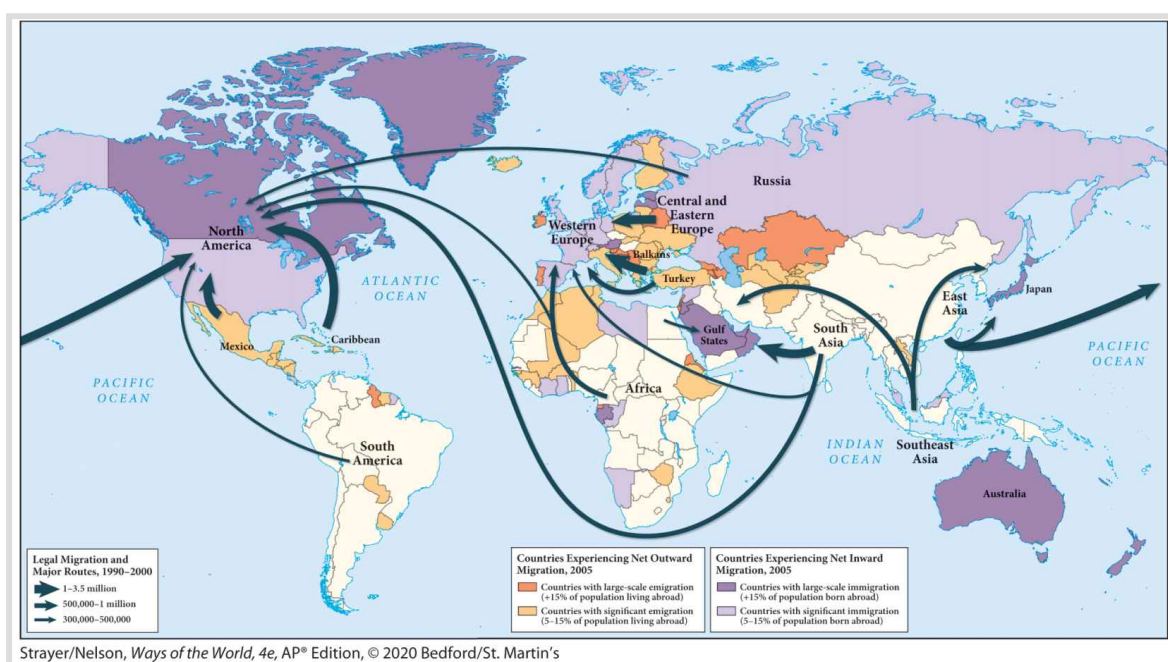 Russia
Central and
Eastern
Europe
Western
Europe
North
America
Balkans
Turkey
ATLANTIC
OCEAN
East
Asia
Japan
Gulf
States
South
Asia
Mexico
Caribbean
PACIFIC
OCEAN
PACIFIC
OCEAN
Africa
South
America
INDIAN
OCEAN
Southeast
Asia
Australia
Legal Migration and
Major Routes, 1990–2000
1–3.5 million
500,000–1 million
300,000–500,000
Countries Experiencing Net Outward
Migration, 2005
Countries with large-scale emigration
(+15% of population living abroad)
Countries with significant emigration
(5–15% of population living abroad)
Countries Experiencing Net Inward
Migration, 2005
Countries with large-scale immigration
(+15% of population born abroad)
Countries with significant immigration
(5–15% of population born abroad)
Strayer/Nelson, Ways of the World, 4e, AP® Edition, © 2020 Bedford/St. Martin's